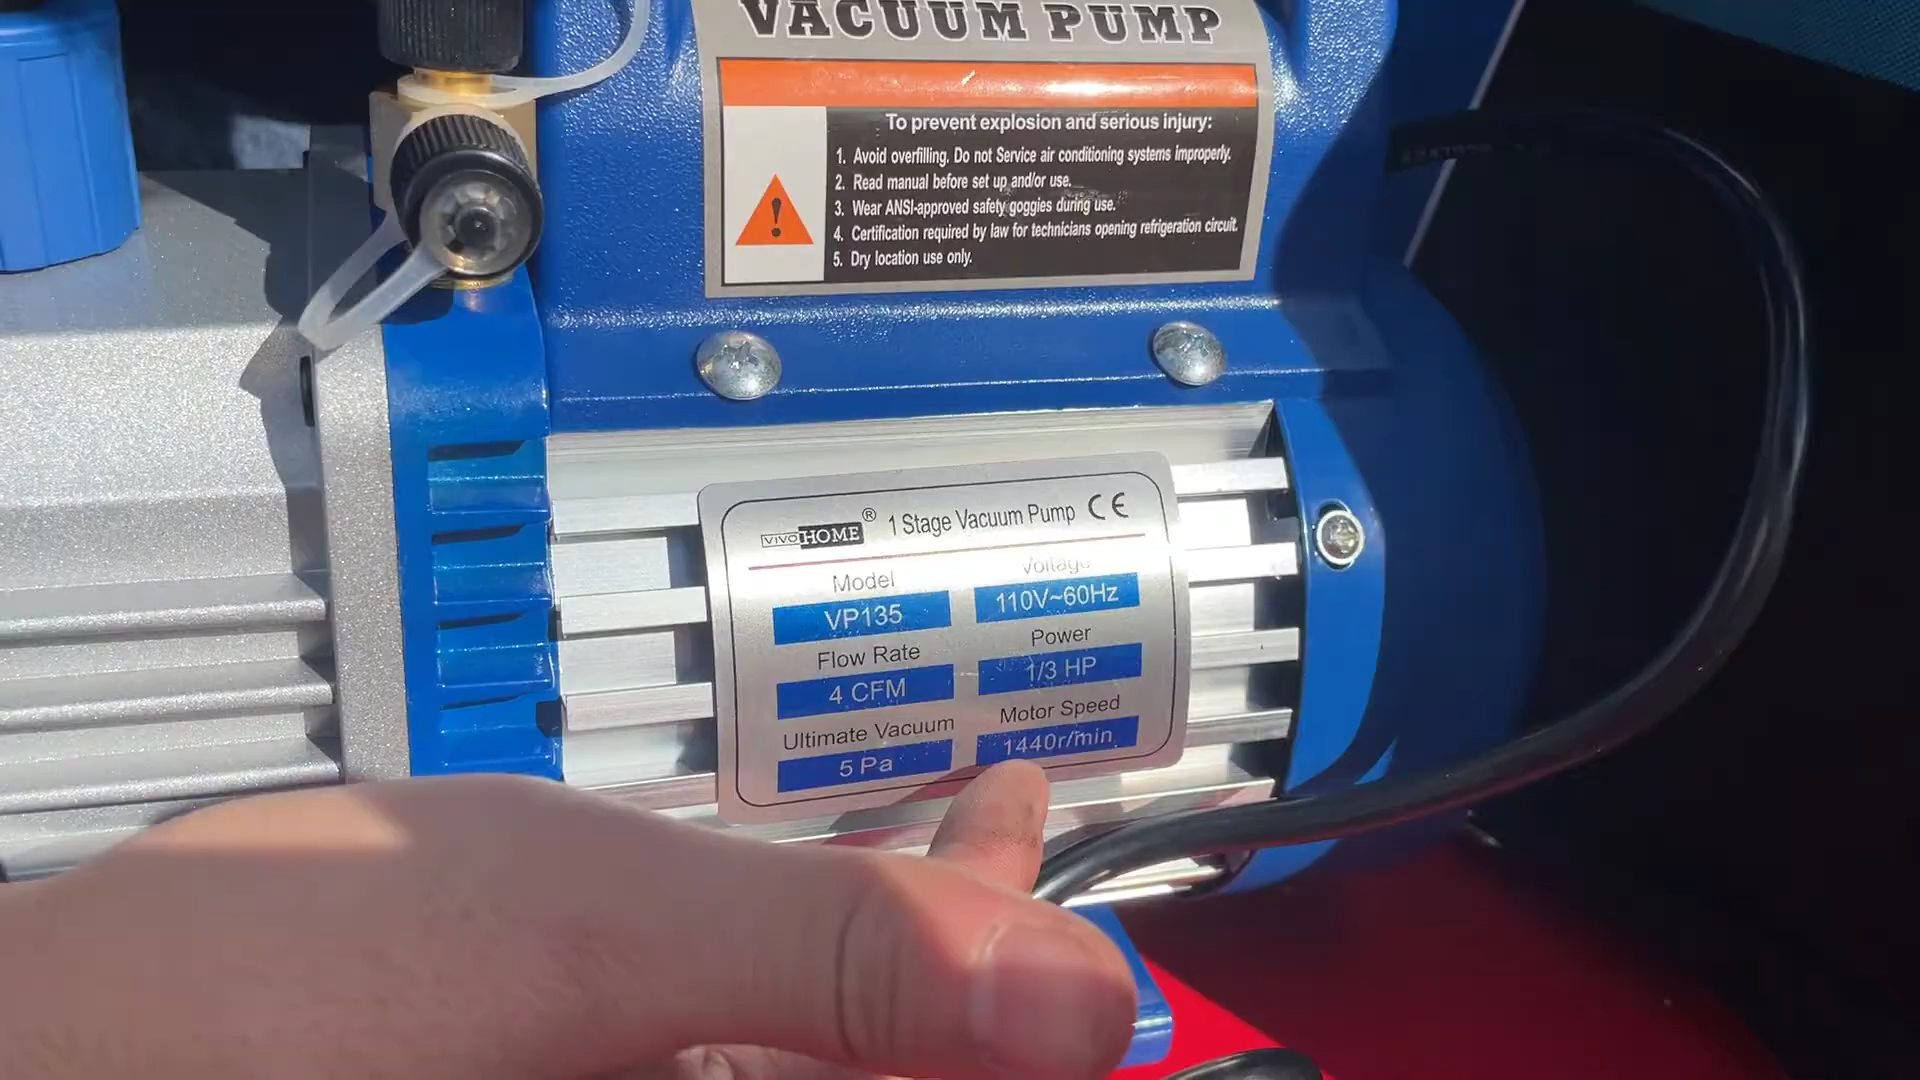 VACUUM PUMP
To prevent explosion and serious injury:
1. Avoid overfilling. Do not Service air conditioning systems improperly.
2. Read manual before set up and/or use.
3. Wear ANSI-approved safety goggles during use.
4. Certification required by law for technicians opening refrigeration circuit.
5. Dry location use only.
VIVOHOME® 1 Stage Vacuum Pump CE
Model Voltage
VP135 110V~60Hz
Flow Rate Power
4 CFM 1/3 HP
Ultimate Vacuum Motor Speed
5 Pa 1440r/min